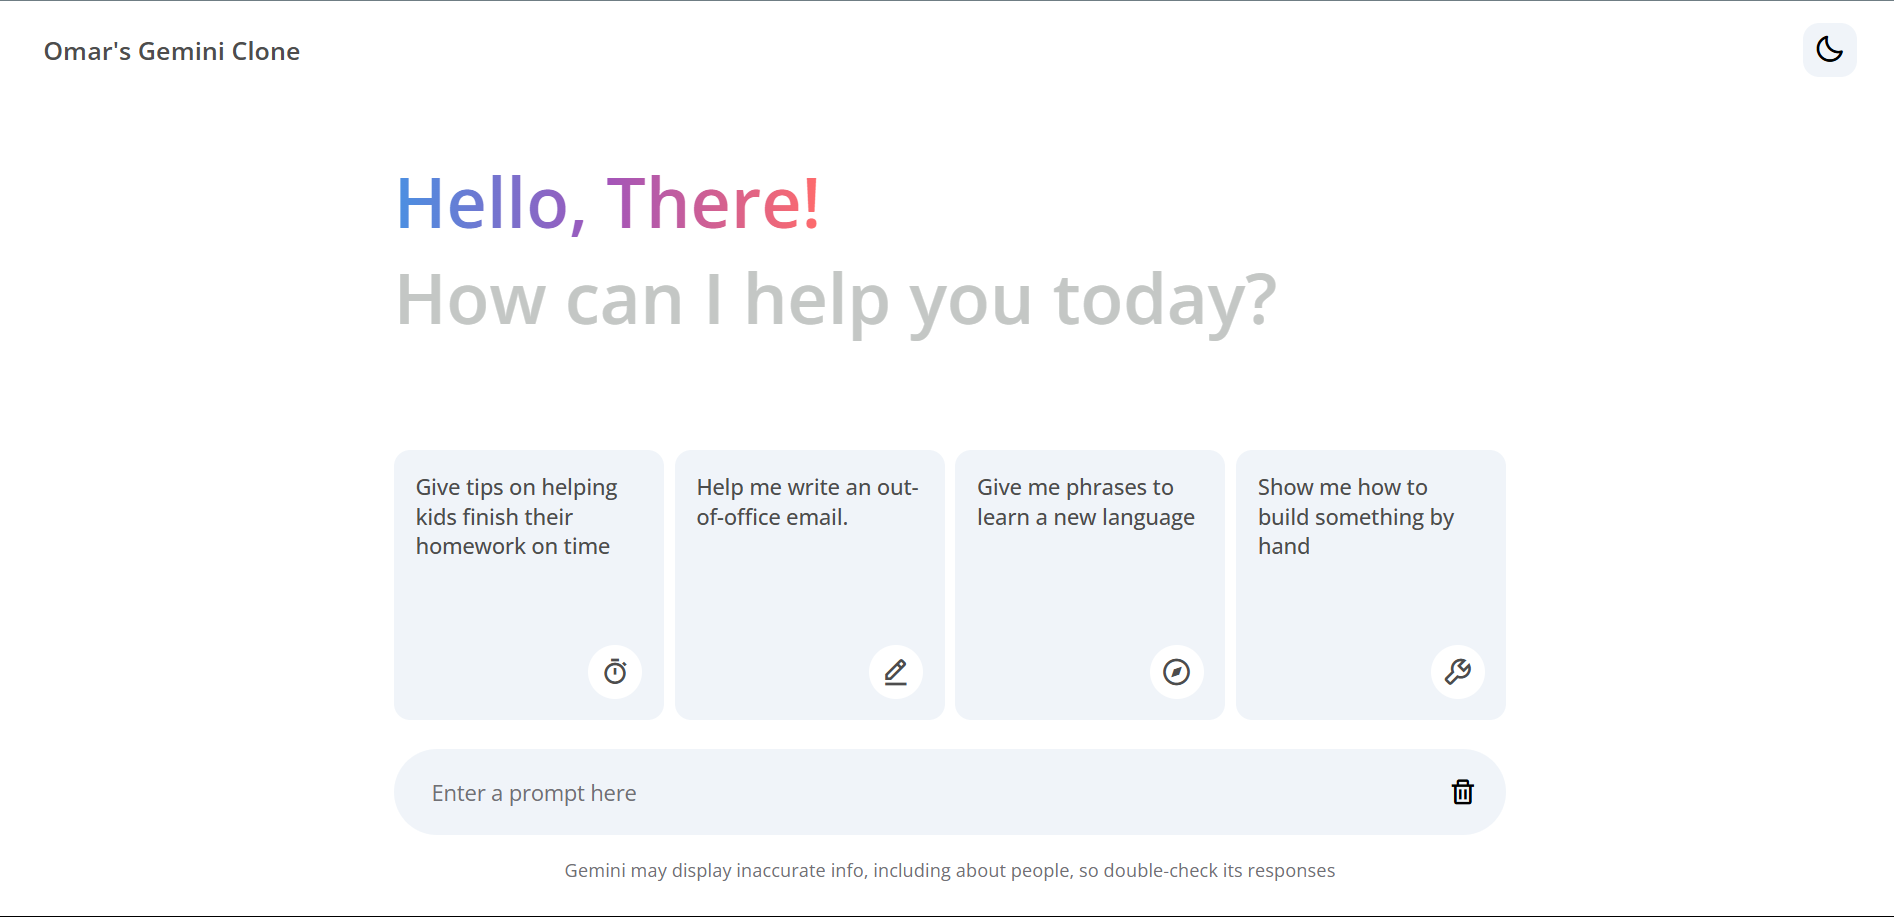 Omar's Gemini Clone
Hello, There!
How can I help you today?
Give tips on helping
kids finish their
homework on time
Help me write an out-
of-office email.
Give me phrases to
learn a new language
Show me how to
build something by
hand
Enter a prompt here
Gemini may display inaccurate info, including about people, so double-check its responses